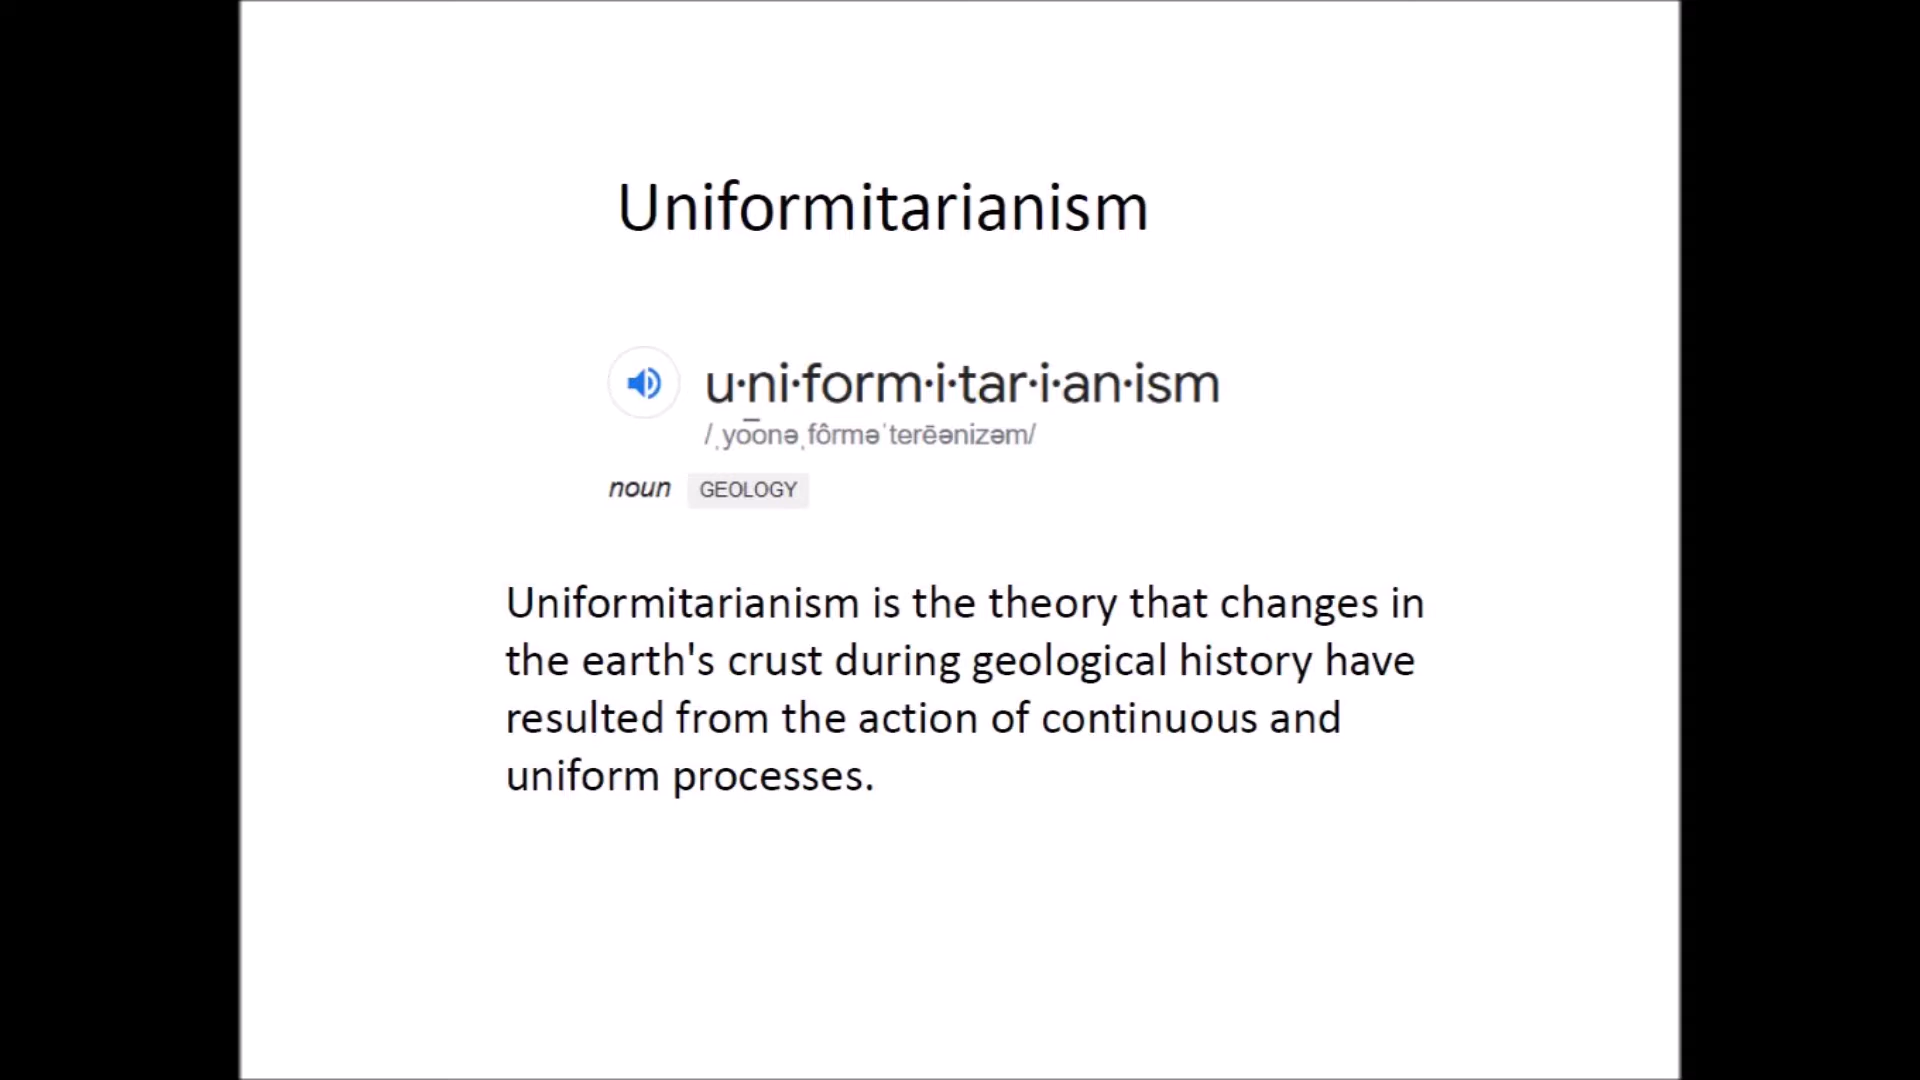 Uniformitarianism
u·ni·form·i·tar·i·an·ism
/ˌyo͞onəˌfôrməˈterēənizəm/
noun GEOLOGY
Uniformitarianism is the theory that changes in
the earth's crust during geological history have
resulted from the action of continuous and
uniform processes.